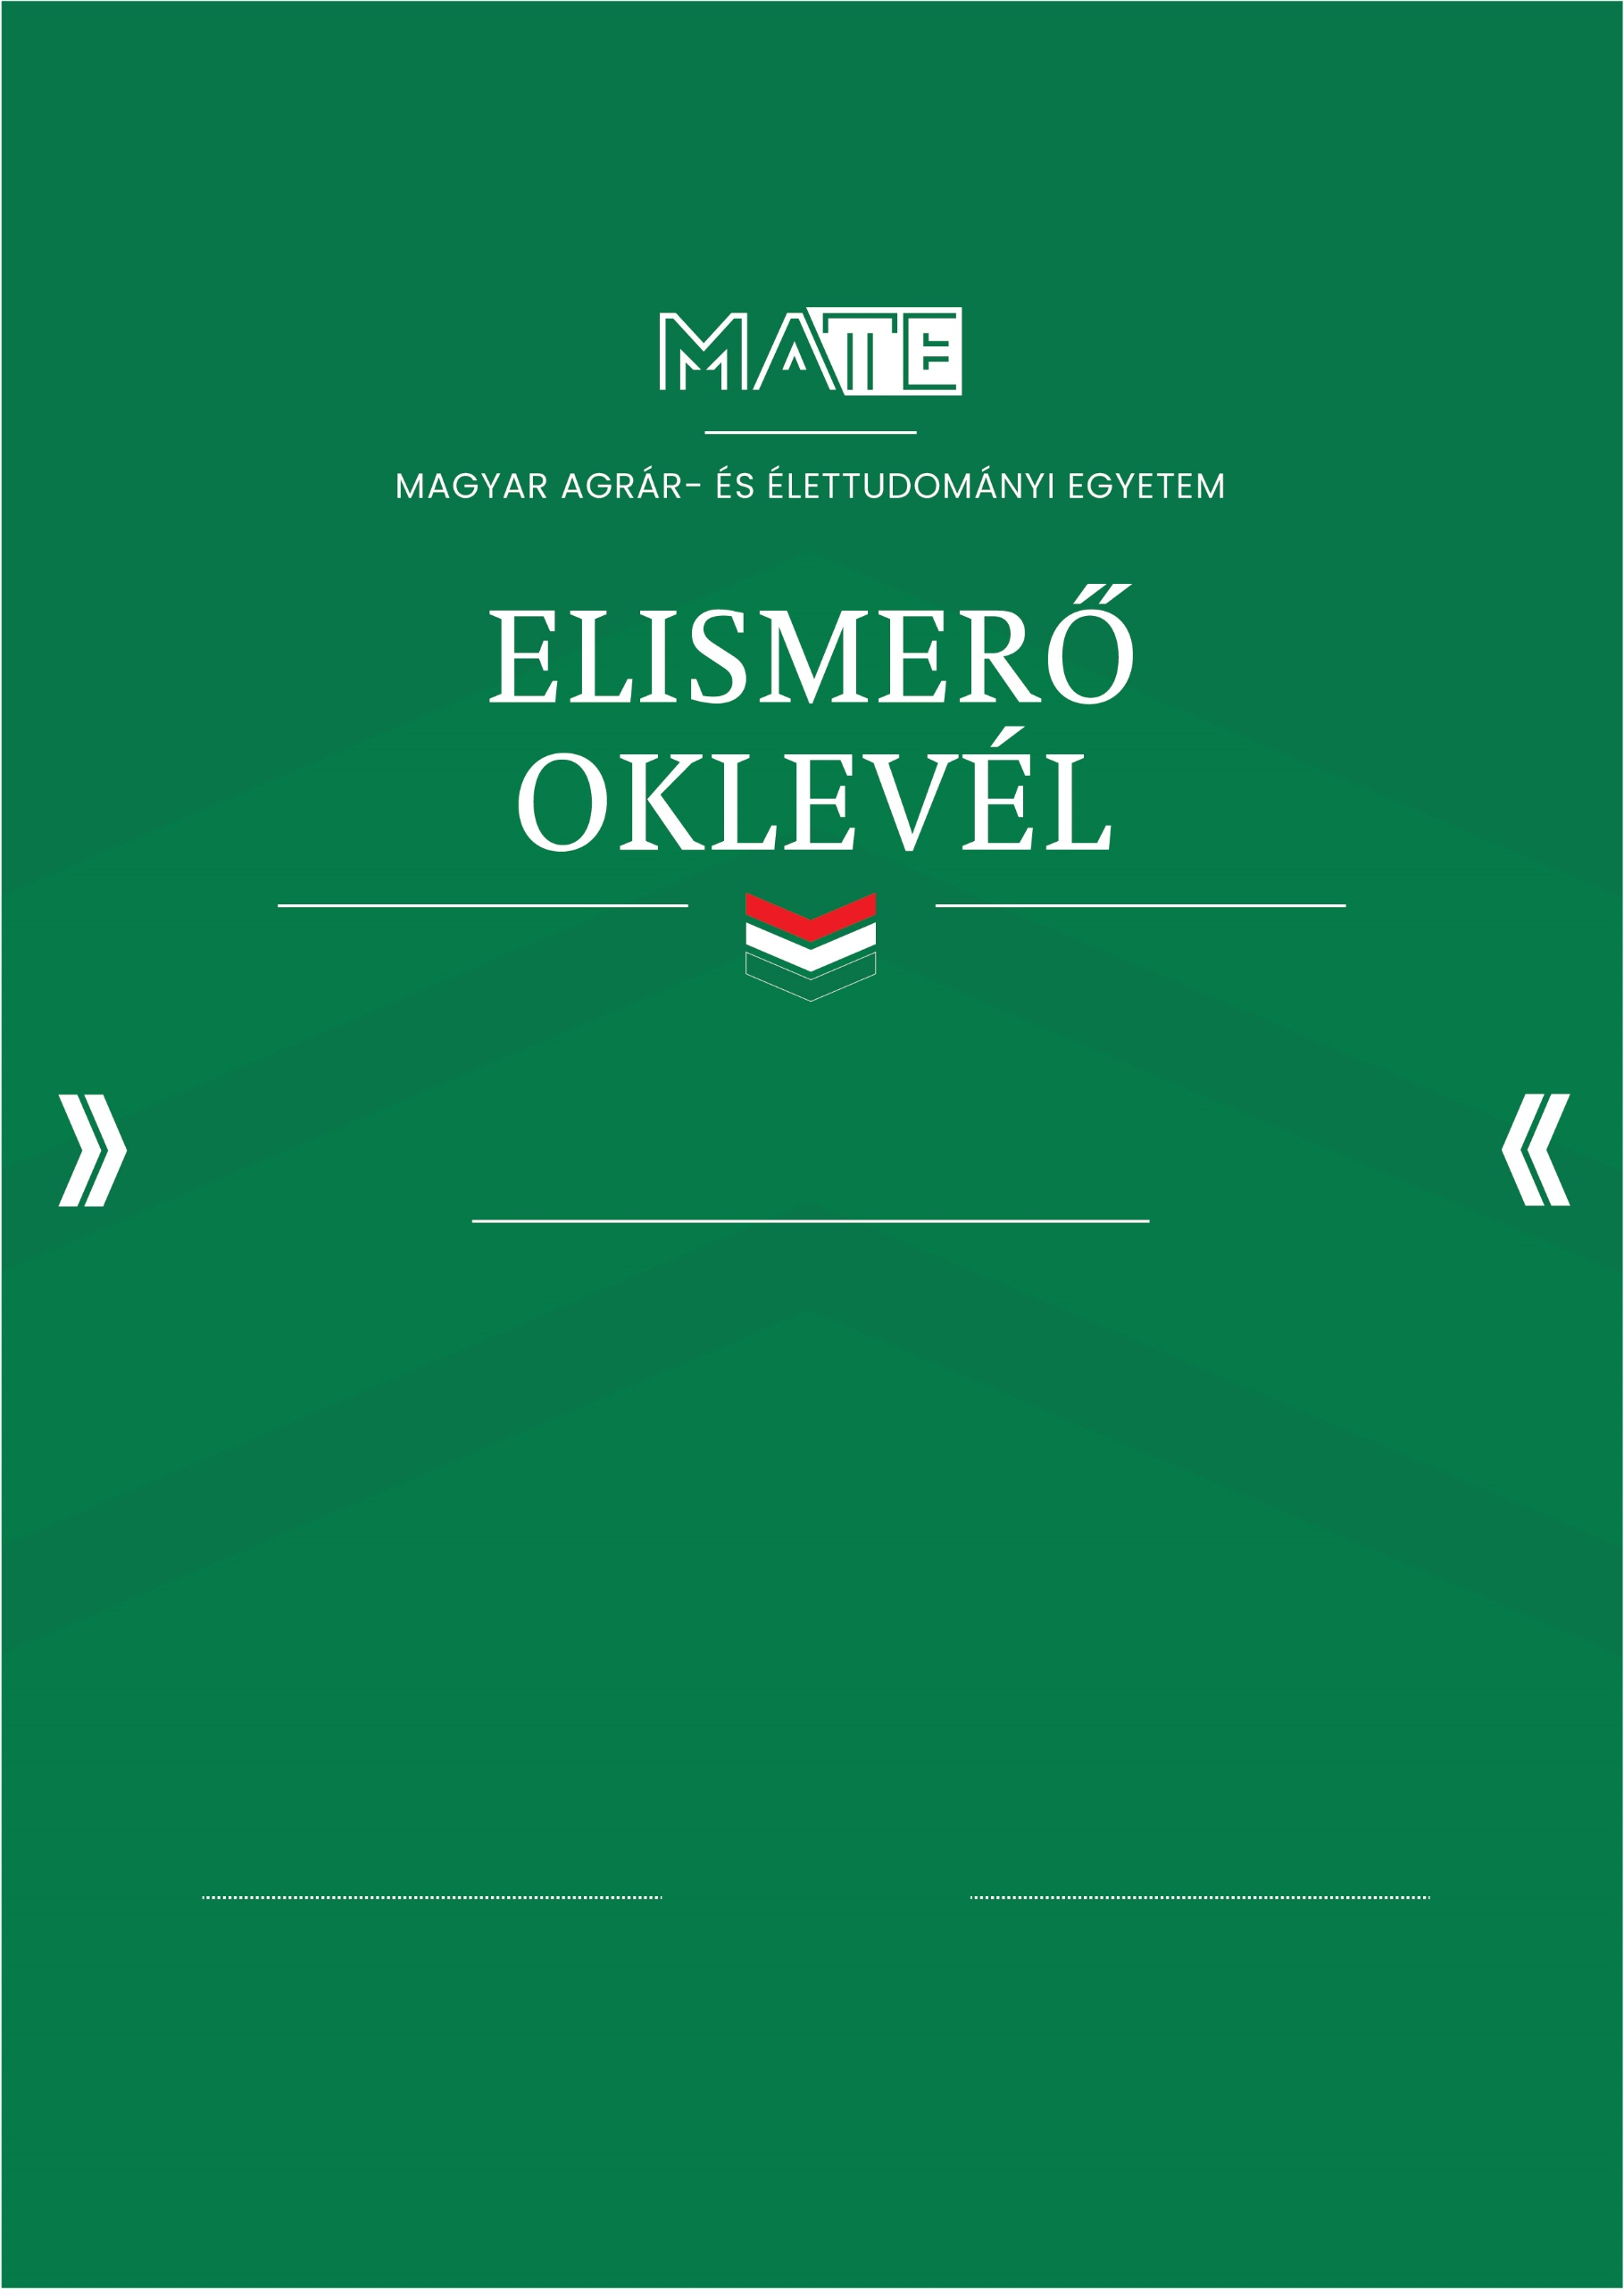 MATE
MAGYAR AGRÁR- ÉS ÉLETTUDOMÁNYI EGYETEM
ELISMERŐ
OKLEVÉL